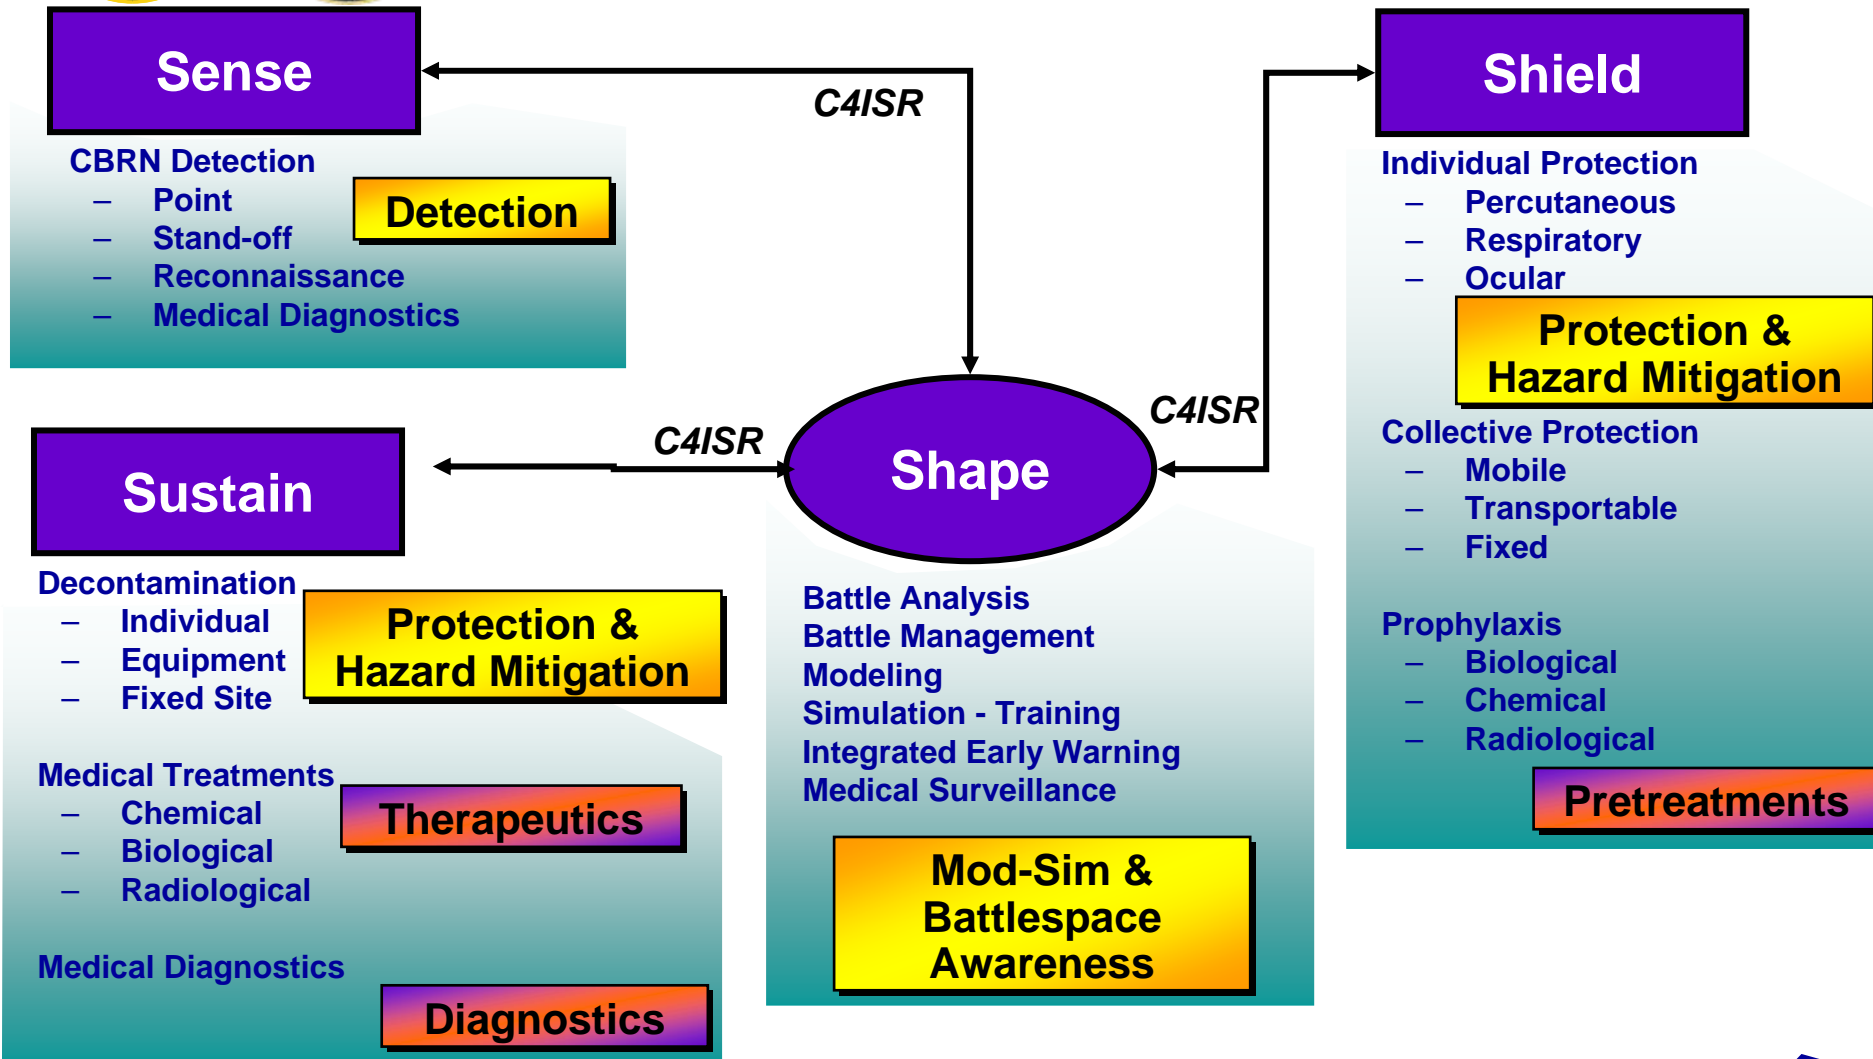 Sense
C4ISR
Shield
CBRN Detection
– Point
– Stand-off
– Reconnaissance
– Medical Diagnostics
Detection
Individual Protection
– Percutaneous
– Respiratory
– Ocular
Protection &
Hazard Mitigation
Collective Protection
– Mobile
– Transportable
– Fixed
Prophylaxis
– Biological
– Chemical
– Radiological
Pretreatments
C4ISR
C4ISR
Sustain
Shape
Decontamination
– Individual
– Equipment
– Fixed Site
Protection &
Hazard Mitigation
Medical Treatments
– Chemical
– Biological
– Radiological
Therapeutics
Medical Diagnostics
Diagnostics
Battle Analysis
Battle Management
Modeling
Simulation - Training
Integrated Early Warning
Medical Surveillance
Mod-Sim &
Battlespace
Awareness